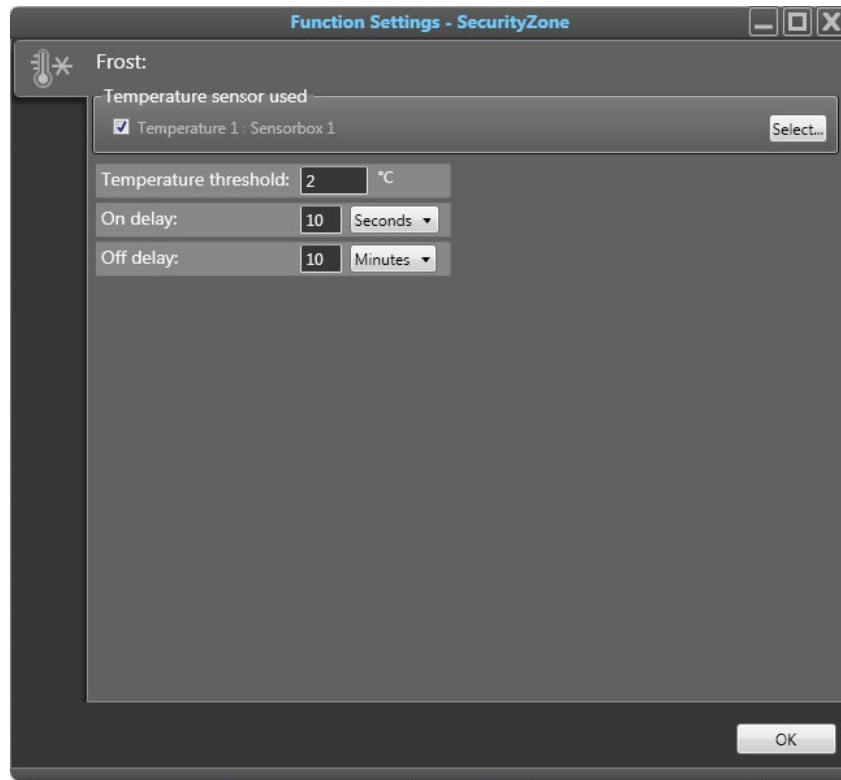 Function Settings - SecurityZone
Frost:
Temperature sensor used
Temperature 1 : Sensorbox 1
Select...
Temperature threshold: 2 °C
On delay: 10 Seconds
Off delay: 10 Minutes
OK